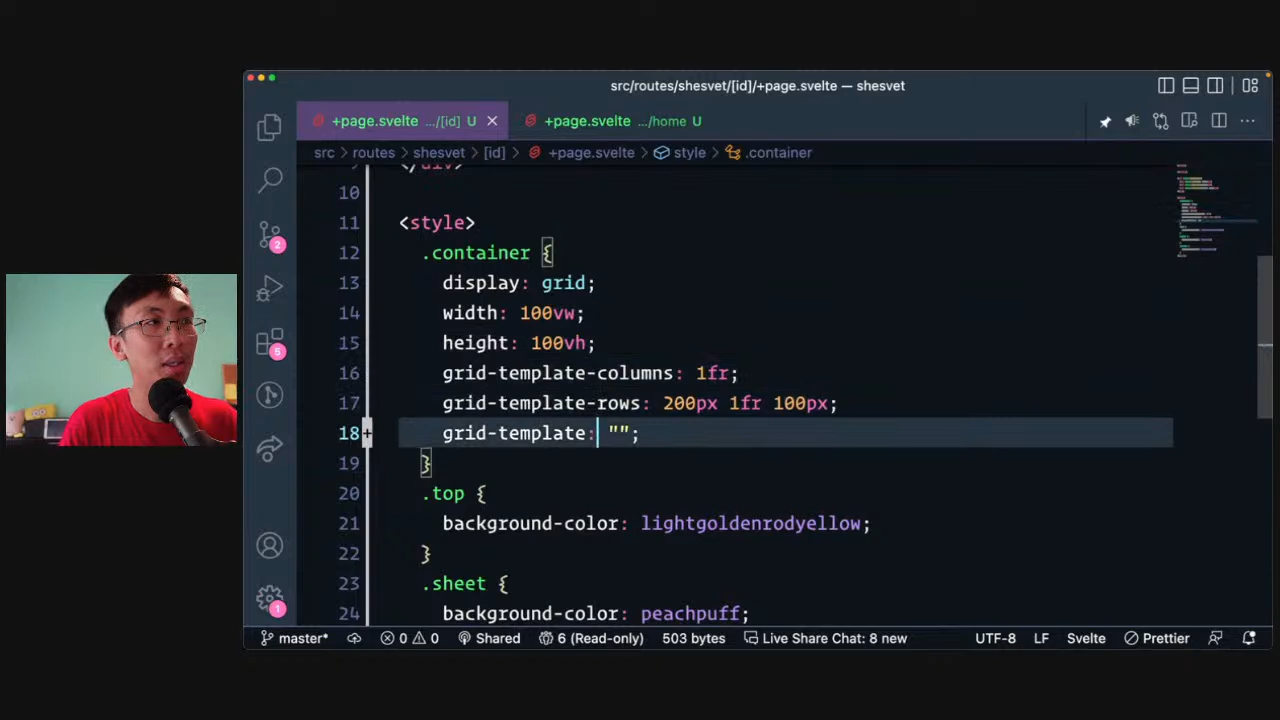 src/routes/shesvet/[id]/+page.svelte — shesvet
+page.svelte .../[id] U
+page.svelte .../home U
src > routes > shesvet > [id] > +page.svelte > style > .container
10
11 <style>
12 .container {
13 display: grid;
14 width: 100vw;
15 height: 100vh;
16 grid-template-columns: 1fr;
17 grid-template-rows: 200px 1fr 100px;
18 grid-template: "";
19 }
20 .top {
21 background-color: lightgoldenrodyellow;
22 }
23 .sheet {
24 background-color: peachpuff;
2
5
1
master* 0 0 Shared 6 (Read-only) 503 bytes Live Share Chat: 8 new UTF-8 LF Svelte Prettier